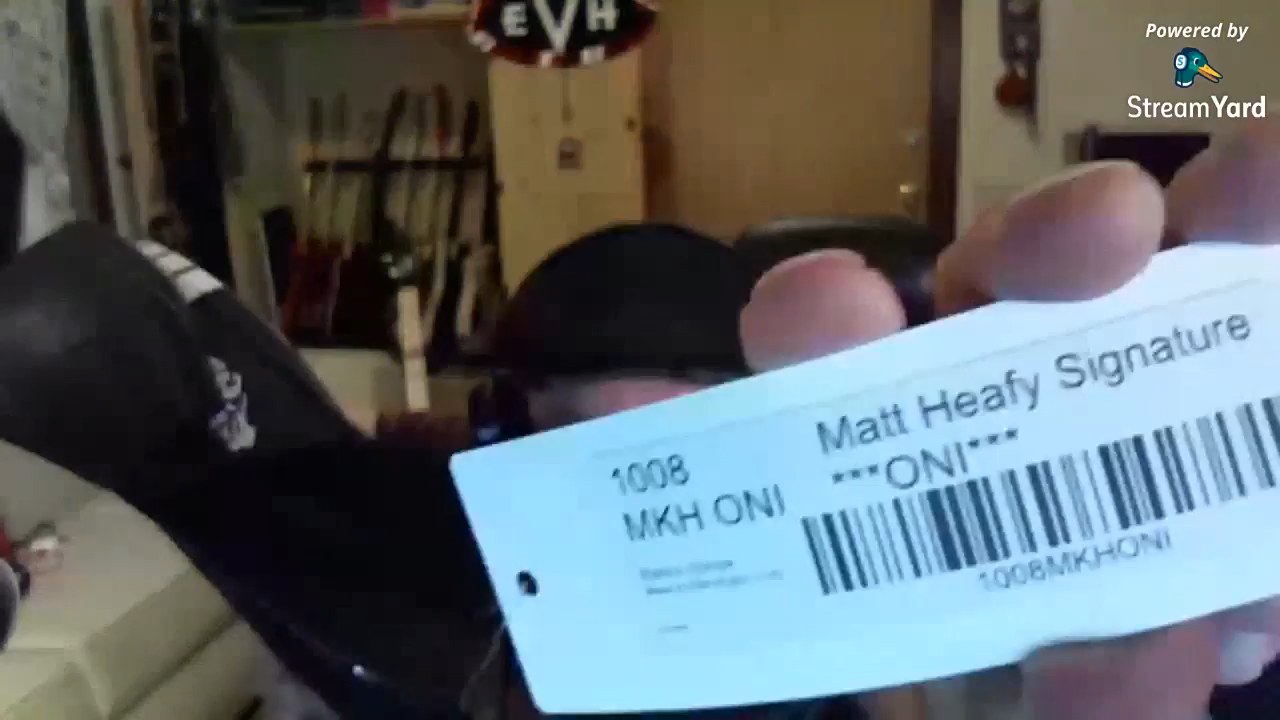 EVH
Powered by
StreamYard
Matt Heafy Signature
***ONI***
1008
MKH ONI
1008MKHONI